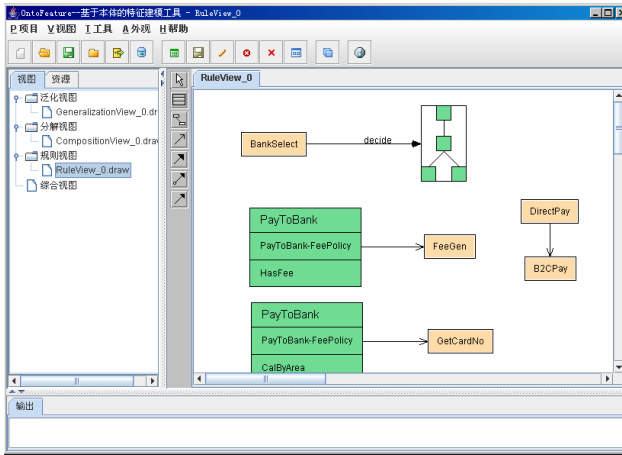 OntoFeature--基于本体的特征建模工具 - RuleView_0
P项目 V视图 I工具 A外观 H帮助
视图 资源
RuleView_0
泛化视图
GeneralizationView_0.dr
分解视图
CompositionView_0.drav
规则视图
RuleView_0.draw
综合视图
BankSelect
decide
DirectPay
B2CPay
PayToBank
PayToBank-FeePolicy
HasFee
FeeGen
PayToBank
PayToBank-FeePolicy
CalByArea
GetCardNo
输出